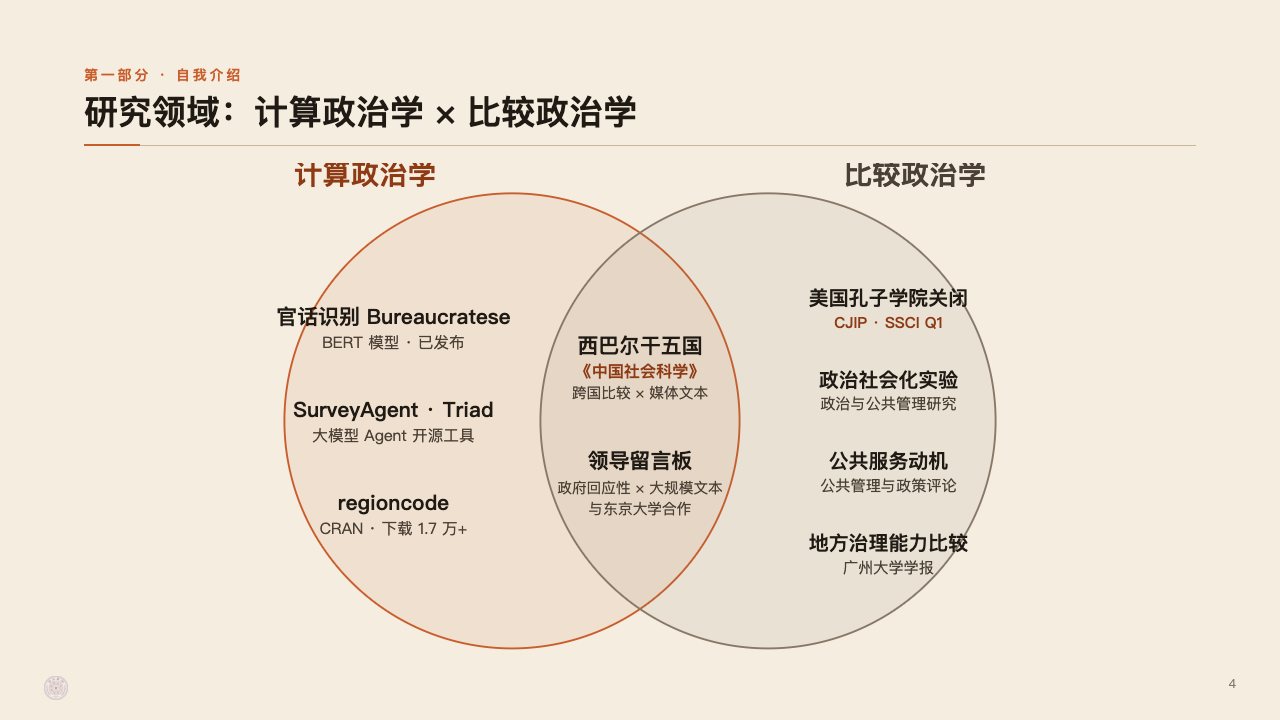 第一部分 · 自我介绍
研究领域：计算政治学 × 比较政治学
计算政治学
比较政治学
官话识别 Bureaucratese
BERT 模型 · 已发布
SurveyAgent · Triad
大模型 Agent 开源工具
regioncode
CRAN · 下载 1.7 万+
西巴尔干五国
《中国社会科学》
跨国比较 × 媒体文本
领导留言板
政府回应性 × 大规模文本
与东京大学合作
美国孔子学院关闭
CJIP · SSCI Q1
政治社会化实验
政治与公共管理研究
公共服务动机
公共管理与政策评论
地方治理能力比较
广州大学学报
4